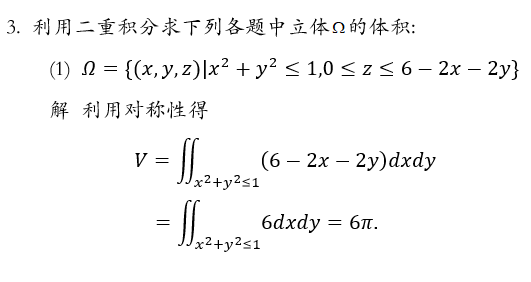 3. 利用二重积分求下列各题中立体Ω的体积:
(1) Ω = {(x, y, z)|x² + y² ≤ 1,0 ≤ z ≤ 6 − 2x − 2y}
解 利用对称性得
V = ∬_{x²+y²≤1} (6 − 2x − 2y)dxdy
= ∬_{x²+y²≤1} 6dxdy = 6π.